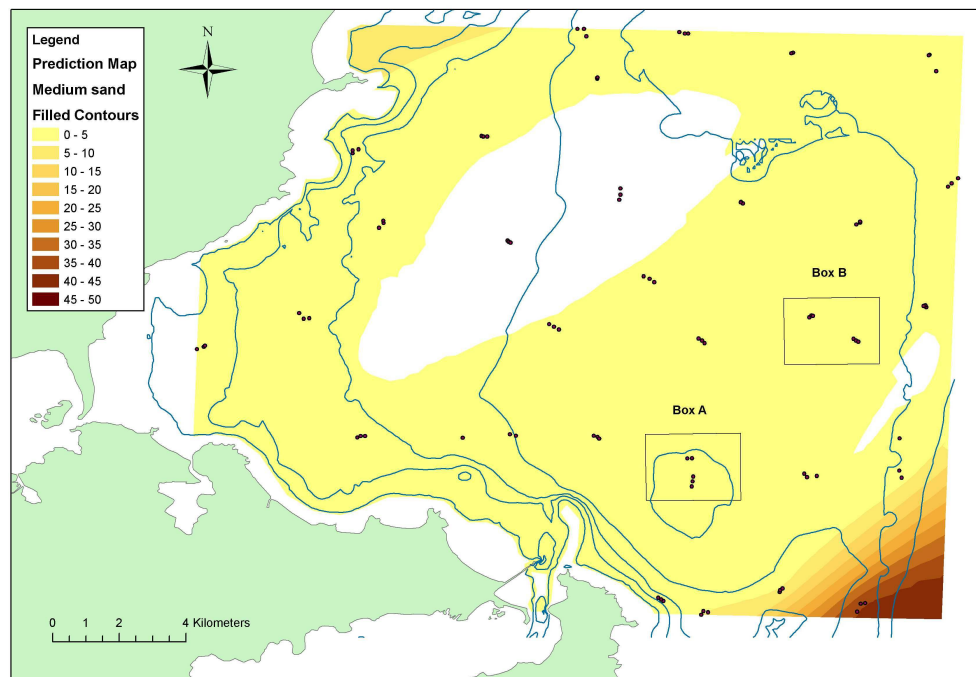 Legend
Prediction Map
Medium sand
Filled Contours
0 - 5
5 - 10
10 - 15
15 - 20
20 - 25
25 - 30
30 - 35
35 - 40
40 - 45
45 - 50
N
Box B
Box A
0 1 2 4 Kilometers